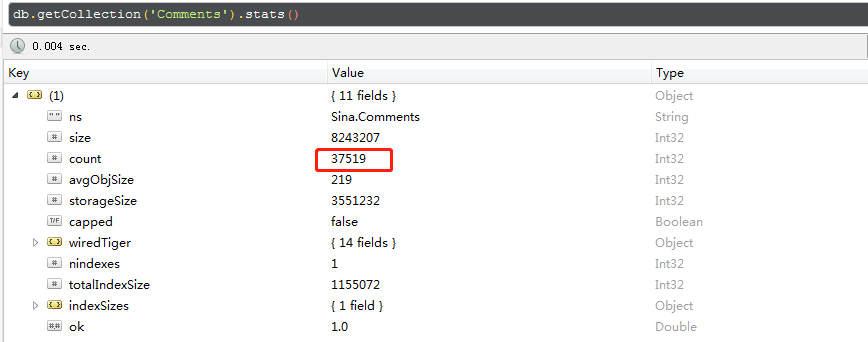 db.getCollection('Comments').stats()
0.004 sec.
Key Value Type
(1) { 11 fields } Object
ns Sina.Comments String
size 8243207 Int32
count 37519 Int32
avgObjSize 219 Int32
storageSize 3551232 Int32
capped false Boolean
wiredTiger { 14 fields } Object
nindexes 1 Int32
totalIndexSize 1155072 Int32
indexSizes { 1 field } Object
ok 1.0 Double